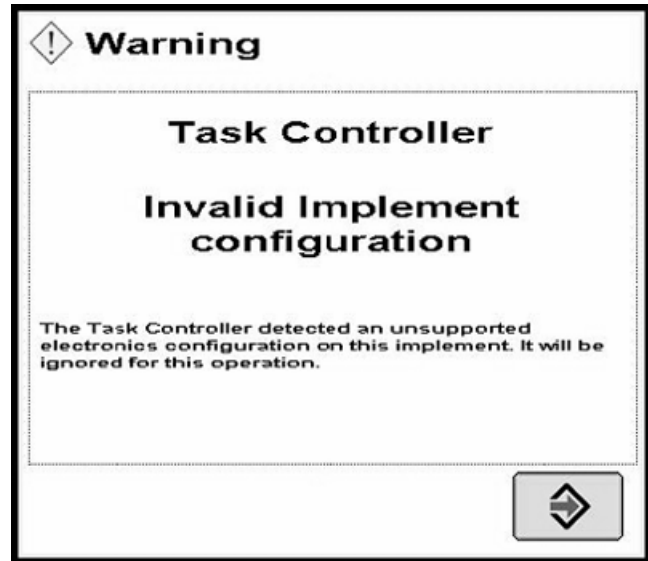 Warning
Task Controller
Invalid Implement
configuration
The Task Controller detected an unsupported
electronics configuration on this implement. It will be
ignored for this operation.